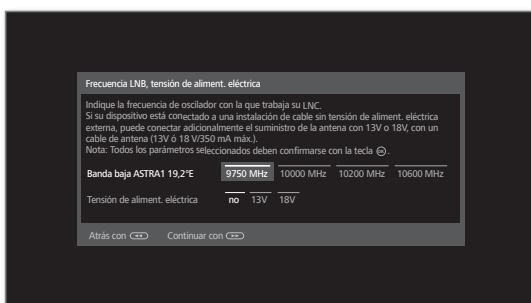 Frecuencia LNB, tensión de aliment. eléctrica
Indique la frecuencia de oscilador con la que trabaja su LNC.
Si su dispositivo está conectado a una instalación de cable sin tensión de aliment. eléctrica
externa, puede conectar adicionalmente el suministro de la antena con 13V o 18V, con un
cable de antena (13V ó 18 V/350 mA máx.).
Nota: Todos los parámetros seleccionados deben confirmarse con la tecla OK.
Banda baja ASTRA1 19,2°E 9750 MHz 10000 MHz 10200 MHz 10600 MHz
Tensión de aliment. eléctrica no 13V 18V
Atrás con Continuar con